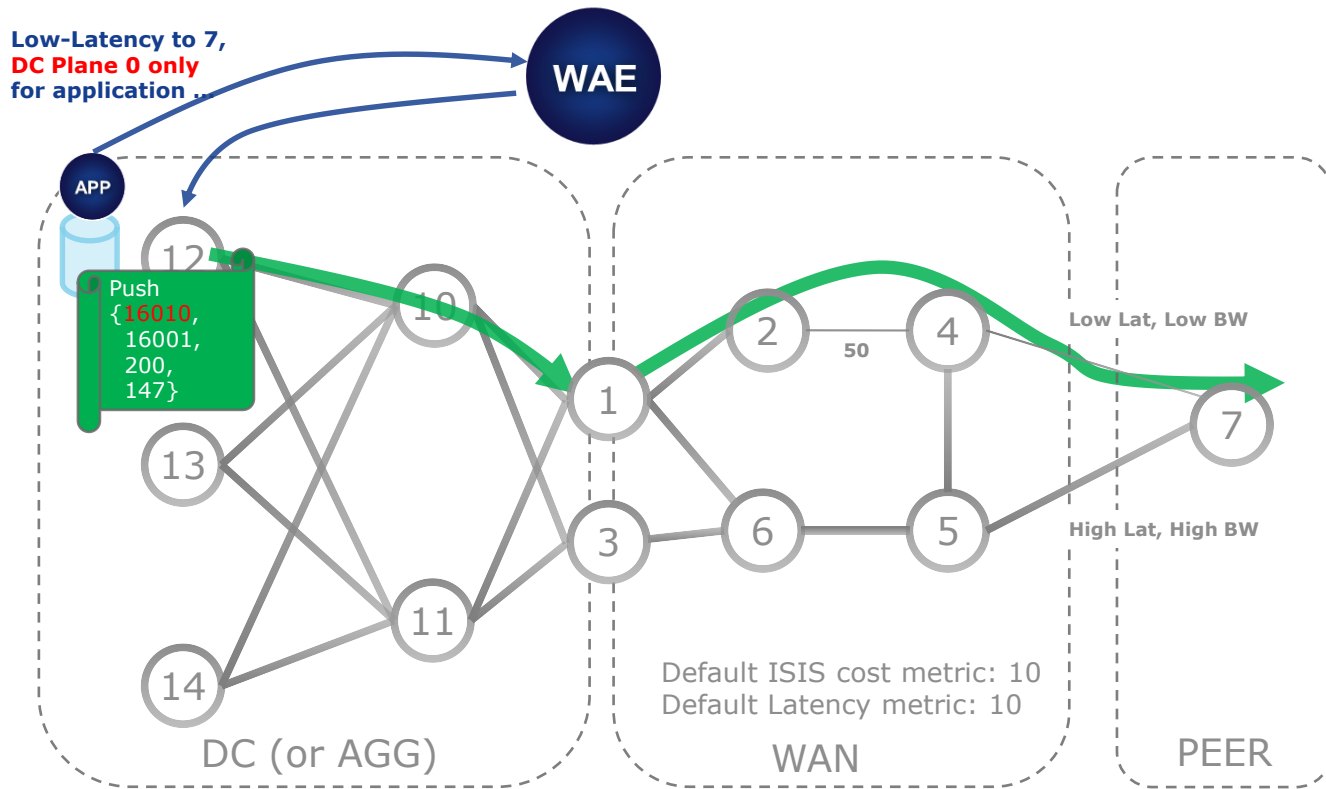 Low-Latency to 7,
DC Plane 0 only
for application ...
WAE
APP
12
Push
{16010,
16001,
200,
147}
10
13
11
14
1
3
2
4
50
6
5
7
Low Lat, Low BW
High Lat, High BW
Default ISIS cost metric: 10
Default Latency metric: 10
DC (or AGG)
WAN
PEER